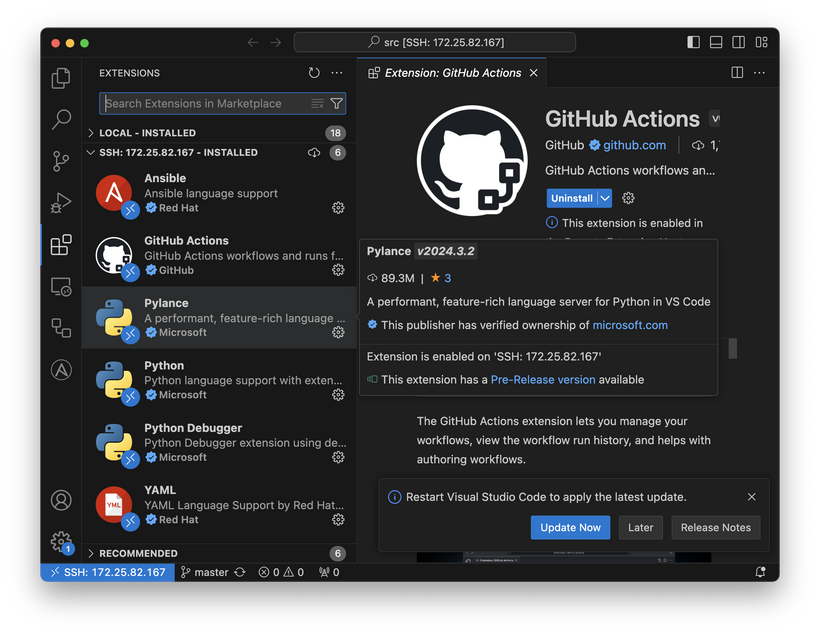 src [SSH: 172.25.82.167]
EXTENSIONS
Search Extensions in Marketplace
LOCAL - INSTALLED 18
SSH: 172.25.82.167 - INSTALLED 6
Ansible
Ansible language support
Red Hat
GitHub Actions
GitHub Actions workflows and runs f...
GitHub
Pylance
A performant, feature-rich language ...
Microsoft
Python
Python language support with exten...
Microsoft
Python Debugger
Python Debugger extension using de...
Microsoft
YAML
YAML Language Support by Red Hat...
Red Hat
YML
RECOMMENDED 6
Extension: GitHub Actions
GitHub Actions
GitHub github.com 1,
GitHub Actions workflows an...
Uninstall
This extension is enabled in
Pylance v2024.3.2
89.3M | ★ 3
A performant, feature-rich language server for Python in VS Code
This publisher has verified ownership of microsoft.com
Extension is enabled on 'SSH: 172.25.82.167'
This extension has a Pre-Release version available
The GitHub Actions extension lets you manage your
workflows, view the workflow run history, and helps with
authoring workflows.
Restart Visual Studio Code to apply the latest update.
Update Now Later Release Notes
1
SSH: 172.25.82.167 master 0 0 0